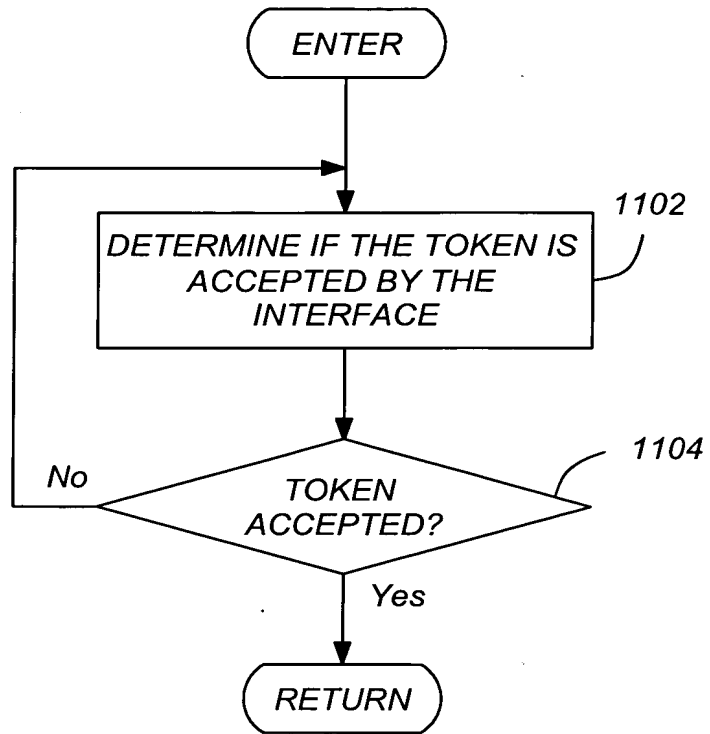 ENTER
1102
DETERMINE IF THE TOKEN IS
ACCEPTED BY THE
INTERFACE
1104
No
TOKEN
ACCEPTED?
Yes
RETURN